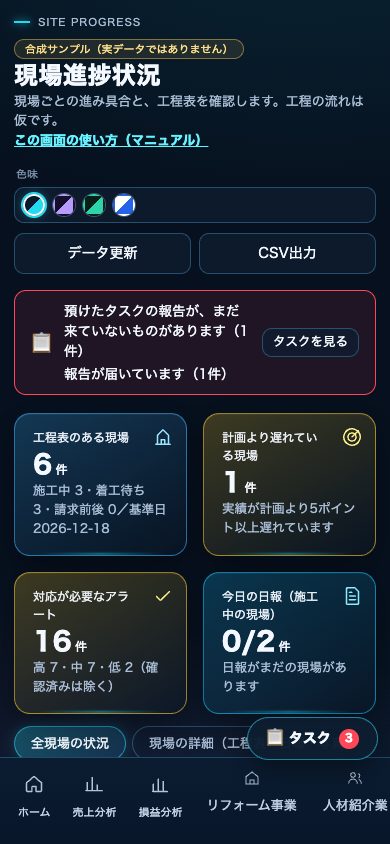 SITE PROGRESS
合成サンプル（実データではありません）
現場進捗状況
現場ごとの進み具合と、工程表を確認します。工程の流れは
仮です。
この画面の使い方（マニュアル）
色味
データ更新
CSV出力
預けたタスクの報告が、まだ
来ていないものがあります（1
件）
報告が届いています（1件）
タスクを見る
工程表のある現場
6 件
施工中 3・着工待ち
3・請求前後 0／基準日
2026-12-18
計画より遅れてい
る現場
1 件
実績が計画より5ポイン
ト以上遅れています
対応が必要なアラ
ート
16 件
高 7・中 7・低 2（確
認済みは除く）
今日の日報（施工
中の現場）
0/2 件
日報がまだの現場があ
ります
全現場の状況
現場の詳細（工程
タスク 3
ホーム
売上分析
損益分析
リフォーム事業
人材紹介業